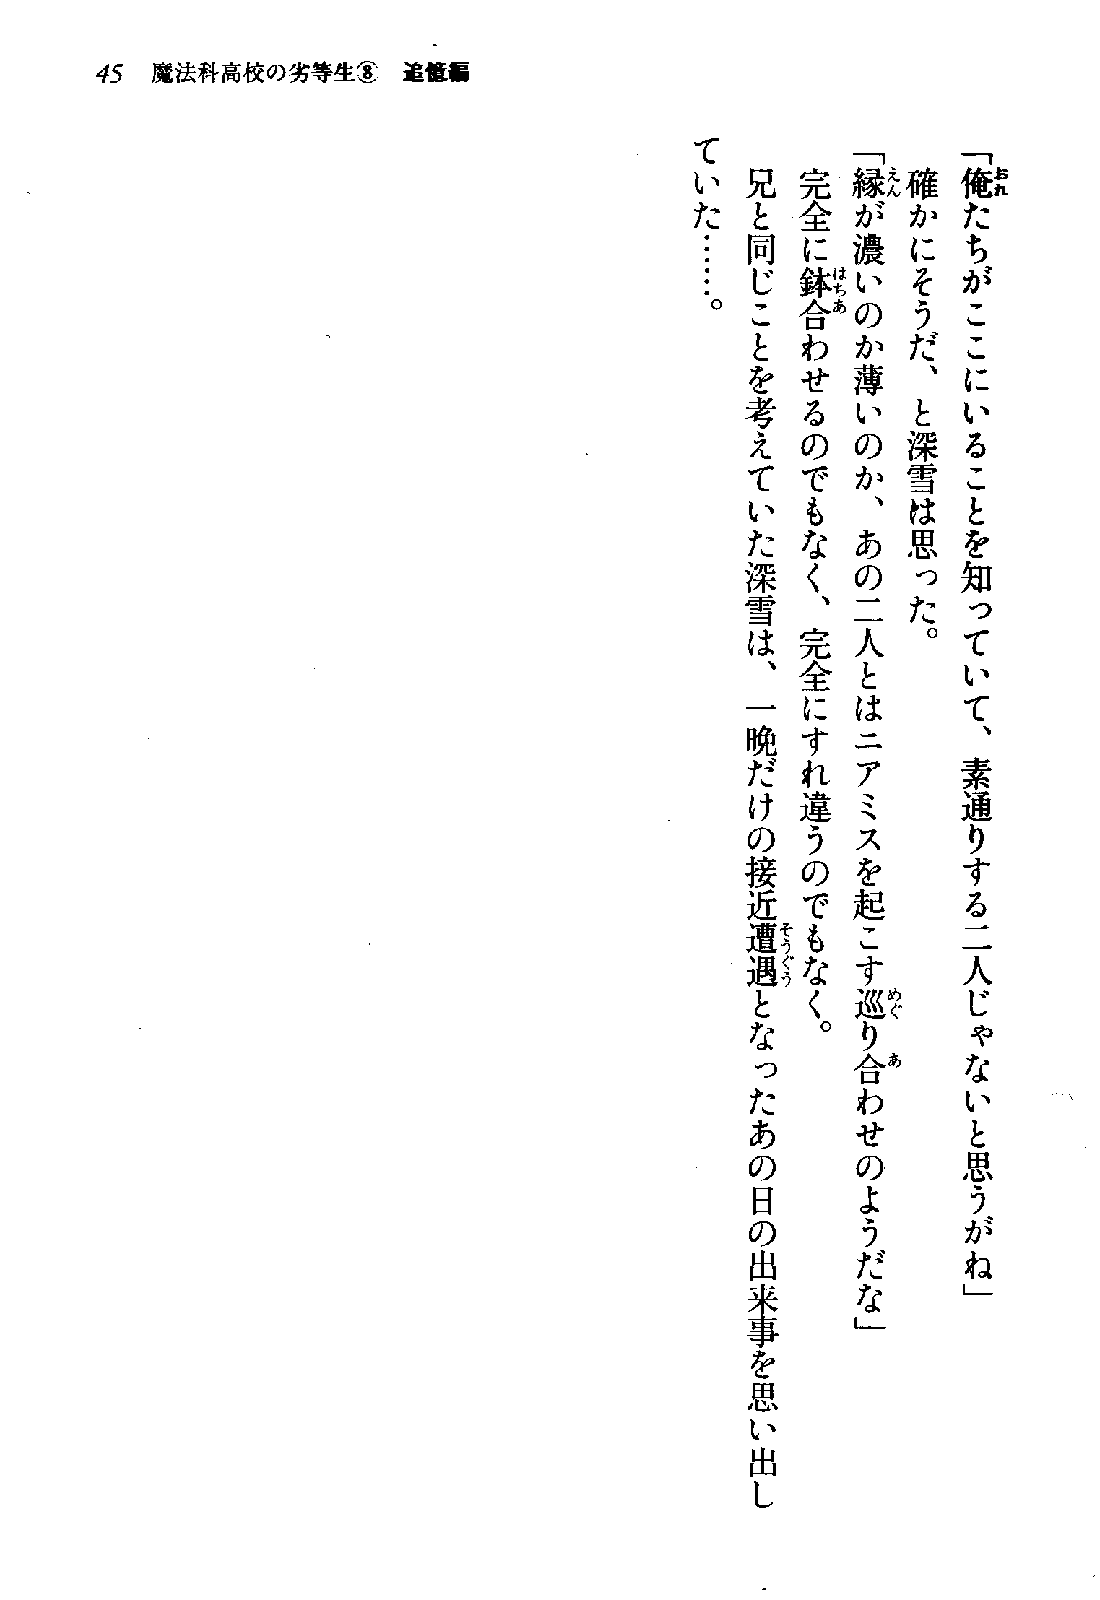 45 魔法科高校の劣等生⑧ 追憶編
「俺たちがここにいることを知っていて、素通りする二人じゃないと思うがね」
確かにそうだ、と深雪は思った。
「縁が濃いのか薄いのか、あの二人とはニアミスを起こす巡り合わせのようだな」
完全に鉢合わせるのでもなく、完全にすれ違うのでもなく。
兄と同じことを考えていた深雪は、一晩だけの接近遭遇となったあの日の出来事を思い出し
ていた……。